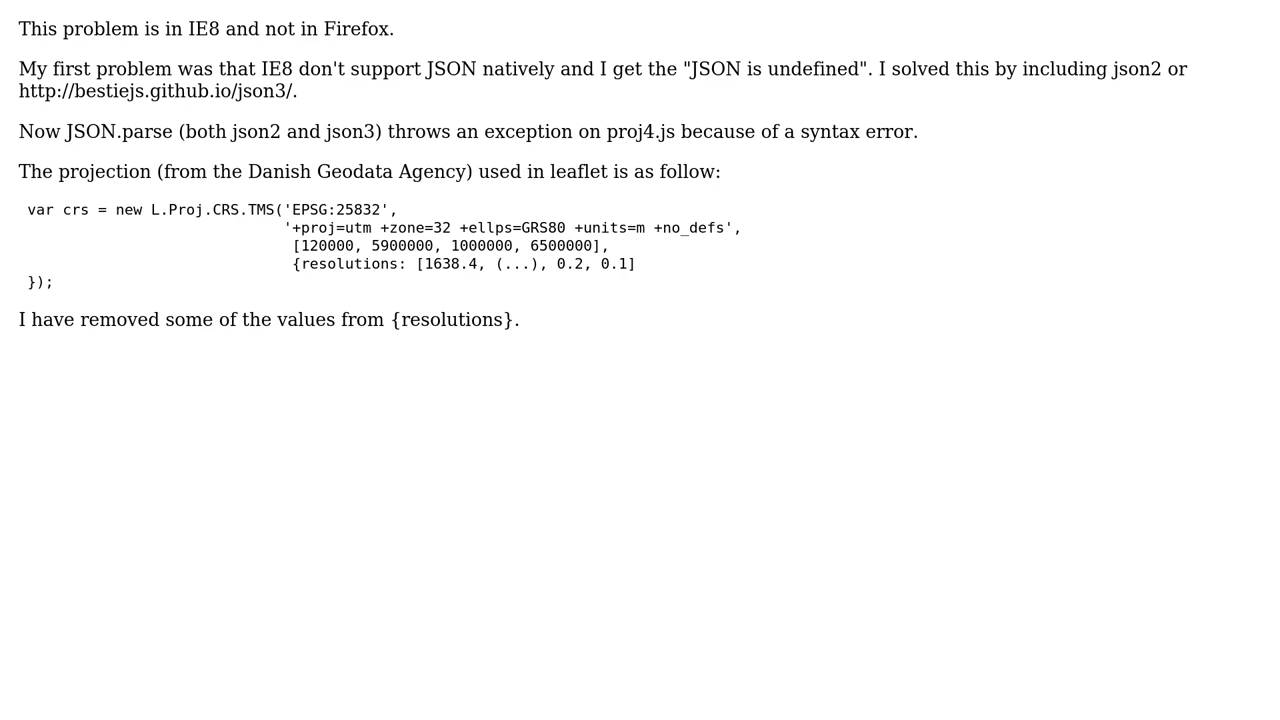 This problem is in IE8 and not in Firefox.
My first problem was that IE8 don't support JSON natively and I get the "JSON is undefined". I solved this by including json2 or
http://bestiejs.github.io/json3/.
Now JSON.parse (both json2 and json3) throws an exception on proj4.js because of a syntax error.
The projection (from the Danish Geodata Agency) used in leaflet is as follow:
var crs = new L.Proj.CRS.TMS('EPSG:25832',
'+proj=utm +zone=32 +ellps=GRS80 +units=m +no_defs',
[120000, 5900000, 1000000, 6500000],
{resolutions: [1638.4, (...), 0.2, 0.1]
});
I have removed some of the values from {resolutions}.